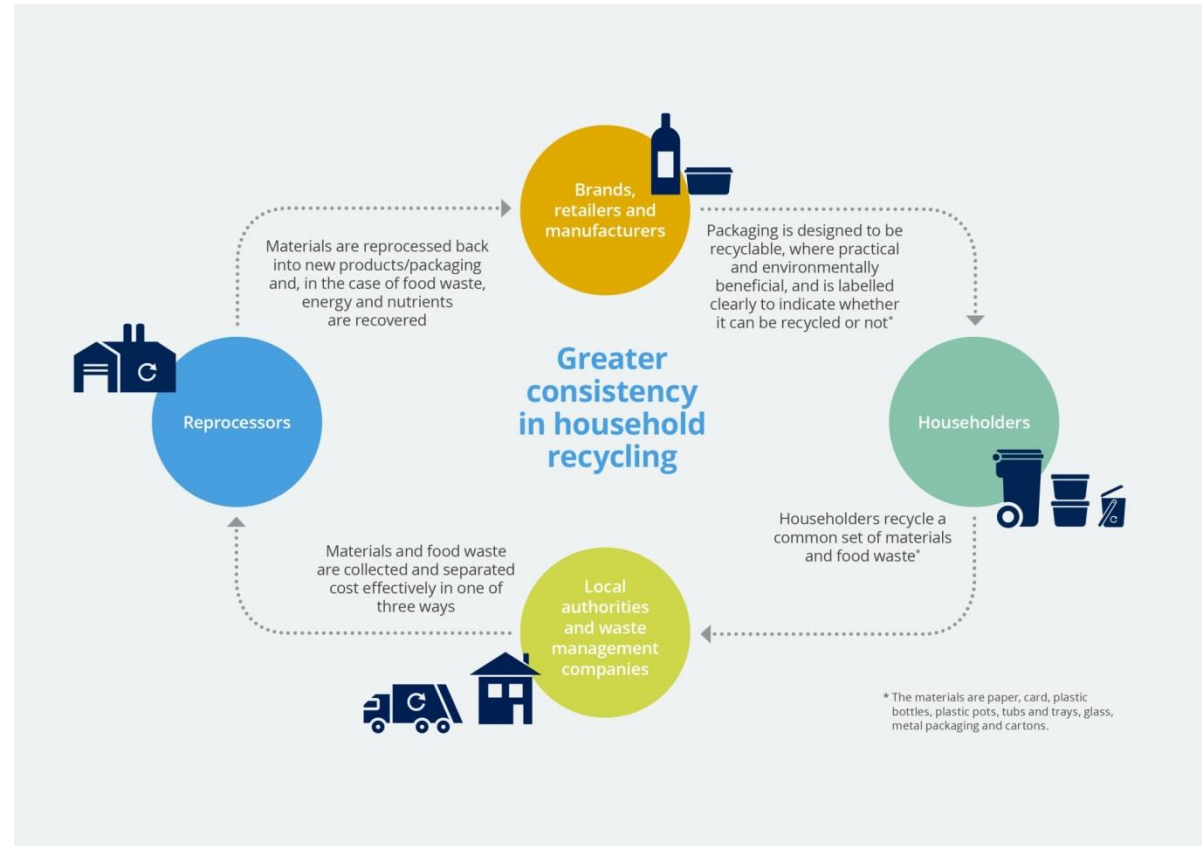 Brands,
retailers and
manufacturers
Materials are reprocessed back
into new products/packaging
and, in the case of food waste,
energy and nutrients
are recovered
Packaging is designed to be
recyclable, where practical
and environmentally
beneficial, and is labelled
clearly to indicate whether
it can be recycled or not*
Greater
consistency
in household
recycling
Reprocessors
Householders
Householders recycle a
common set of materials
and food waste*
Materials and food waste
are collected and separated
cost effectively in one of
three ways
Local
authorities
and waste
management
companies
* The materials are paper, card, plastic
bottles, plastic pots, tubs and trays, glass,
metal packaging and cartons.